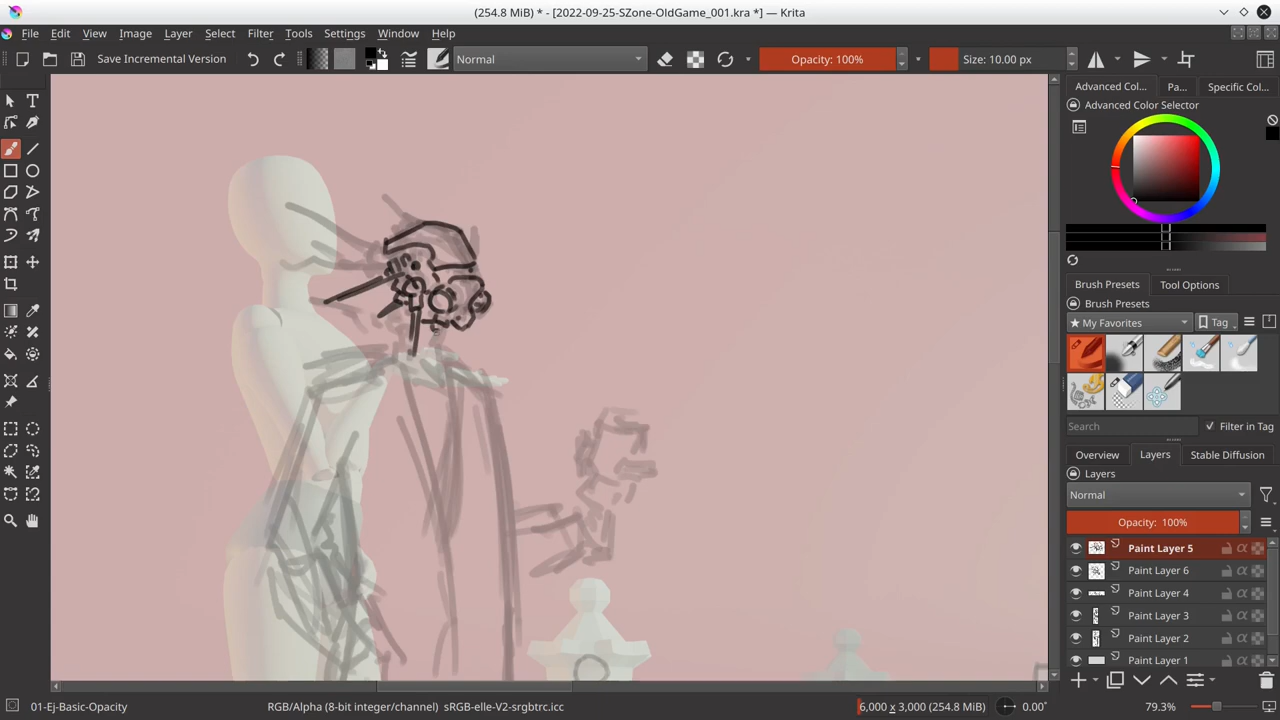 (254.8 MiB) * - [2022-09-25-SZone-OldGame_001.kra *] — Krita
File Edit View Image Layer Select Filter Tools Settings Window Help
Save Incremental Version Normal Opacity: 100% Size: 10.00 px
Advanced Col... Pa... Specific Col...
Advanced Color Selector
Brush Presets Tool Options
Brush Presets
★ My Favorites Tag
Search Filter in Tag
Overview Layers Stable Diffusion
Layers
Normal
Opacity: 100%
Paint Layer 5
Paint Layer 6
Paint Layer 4
Paint Layer 3
Paint Layer 2
Paint Layer 1
01-Ej-Basic-Opacity RGB/Alpha (8-bit integer/channel) sRGB-elle-V2-srgbtrc.icc 6,000 x 3,000 (254.8 MiB) 0.00° 79.3%